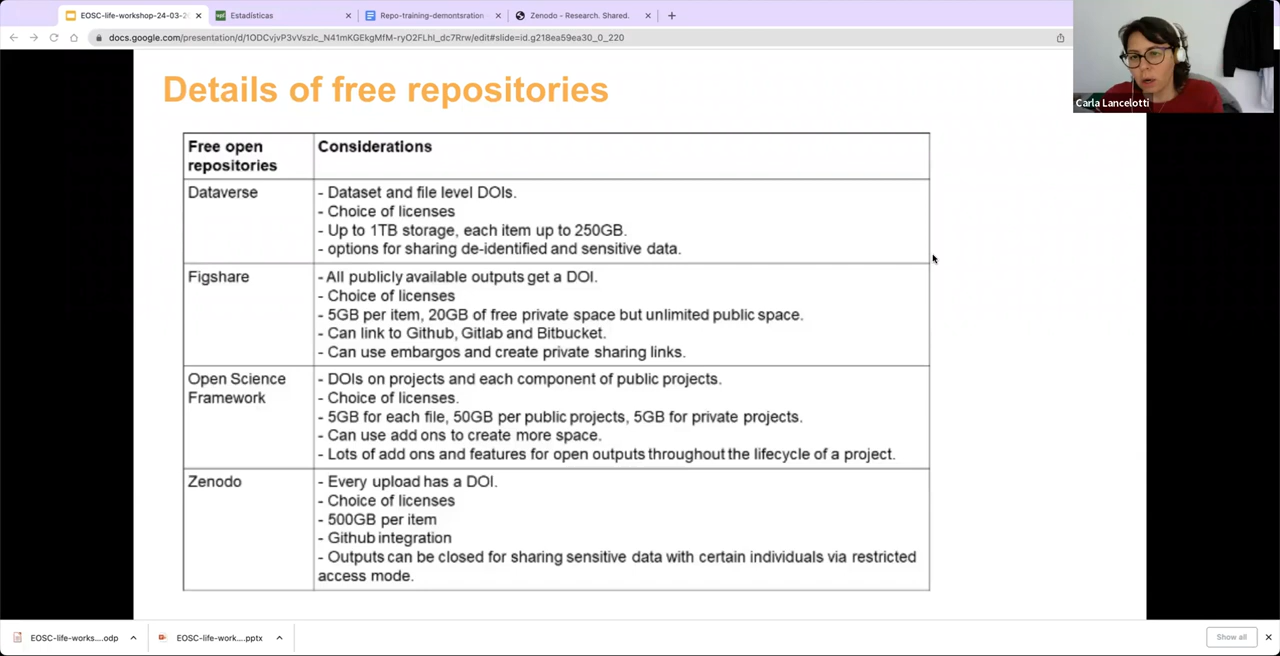 EOSC-life-workshop-24-03-20
Estadísticas
Repo-training-demontsration
Zenodo - Research. Shared.
docs.google.com/presentation/d/1ODCvjvP3vVszlc_N41mKGEkgMfM-ryO2FLhI_dc7Rrw/edit#slide=id.g218ea59ea30_0_220
Carla Lancelotti
Details of free repositories
Free open repositories
Considerations
Dataverse
- Dataset and file level DOIs.
- Choice of licenses
- Up to 1TB storage, each item up to 250GB.
- options for sharing de-identified and sensitive data.
Figshare
- All publicly available outputs get a DOI.
- Choice of licenses
- 5GB per item, 20GB of free private space but unlimited public space.
- Can link to Github, Gitlab and Bitbucket.
- Can use embargos and create private sharing links.
Open Science
Framework
- DOIs on projects and each component of public projects.
- Choice of licenses.
- 5GB for each file, 50GB per public projects, 5GB for private projects.
- Can use add ons to create more space.
- Lots of add ons and features for open outputs throughout the lifecycle of a project.
Zenodo
- Every upload has a DOI.
- Choice of licenses
- 500GB per item
- Github integration
- Outputs can be closed for sharing sensitive data with certain individuals via restricted
access mode.
EOSC-life-works....odp
EOSC-life-work....pptx
Show all